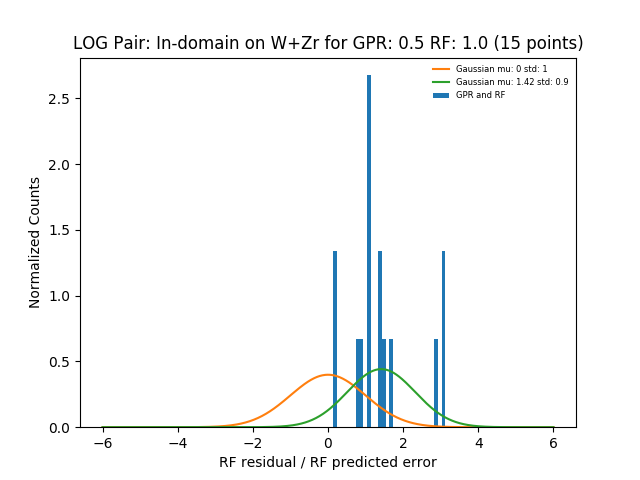 LOG Pair: In-domain on W+Zr for GPR: 0.5 RF: 1.0 (15 points)
Gaussian mu: 0 std: 1
Gaussian mu: 1.42 std: 0.9
GPR and RF
Normalized Counts
2.5
2.0
1.5
1.0
0.5
0.0
−6 −4 −2 0 2 4 6
RF residual / RF predicted error